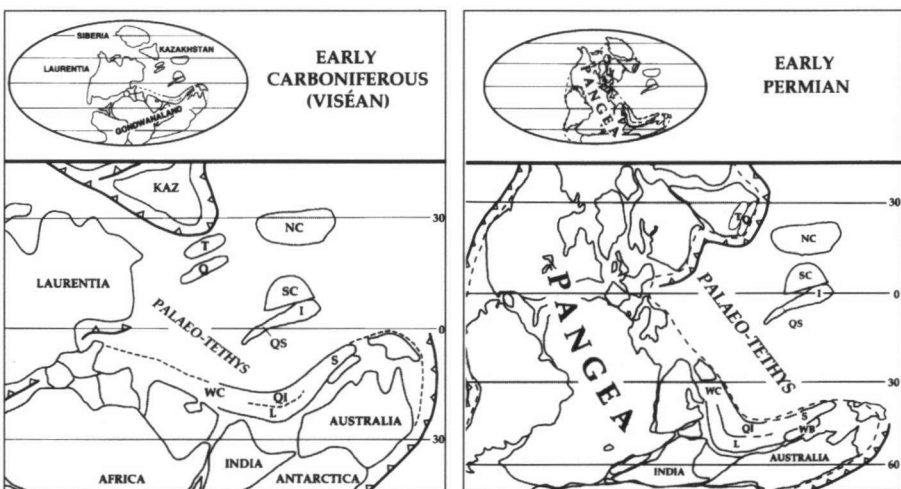 SIBERIA
KAZAKHSTAN
LAURENTIA
GONDWANALAND
EARLY
CARBONIFEROUS
(VISÉAN)
KAZ
30
NC
T
Q
LAURENTIA
SC
I
PALAEO-TETHYS
0
QS
S
WC
QI
L
AUSTRALIA
30
INDIA
AFRICA
ANTARCTICA
PANGEA
EARLY
PERMIAN
30
T
Q
NC
SC
I
0
QS
PANGEA
PALAEO-TETHYS
30
WC
S
QI
WB
L
AUSTRALIA
INDIA
60